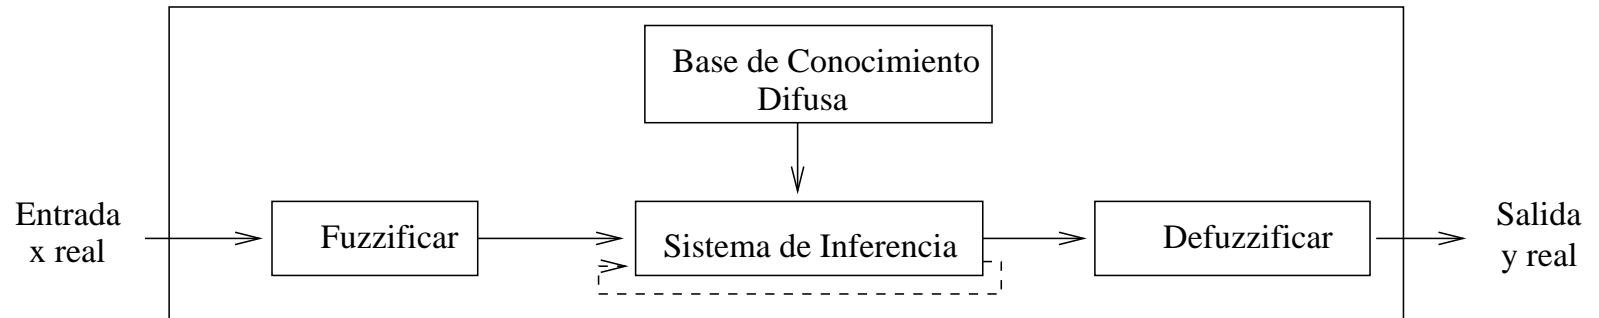 Base de Conocimiento
Difusa
Entrada
x real
Fuzzificar
Sistema de Inferencia
Defuzzificar
Salida
y real